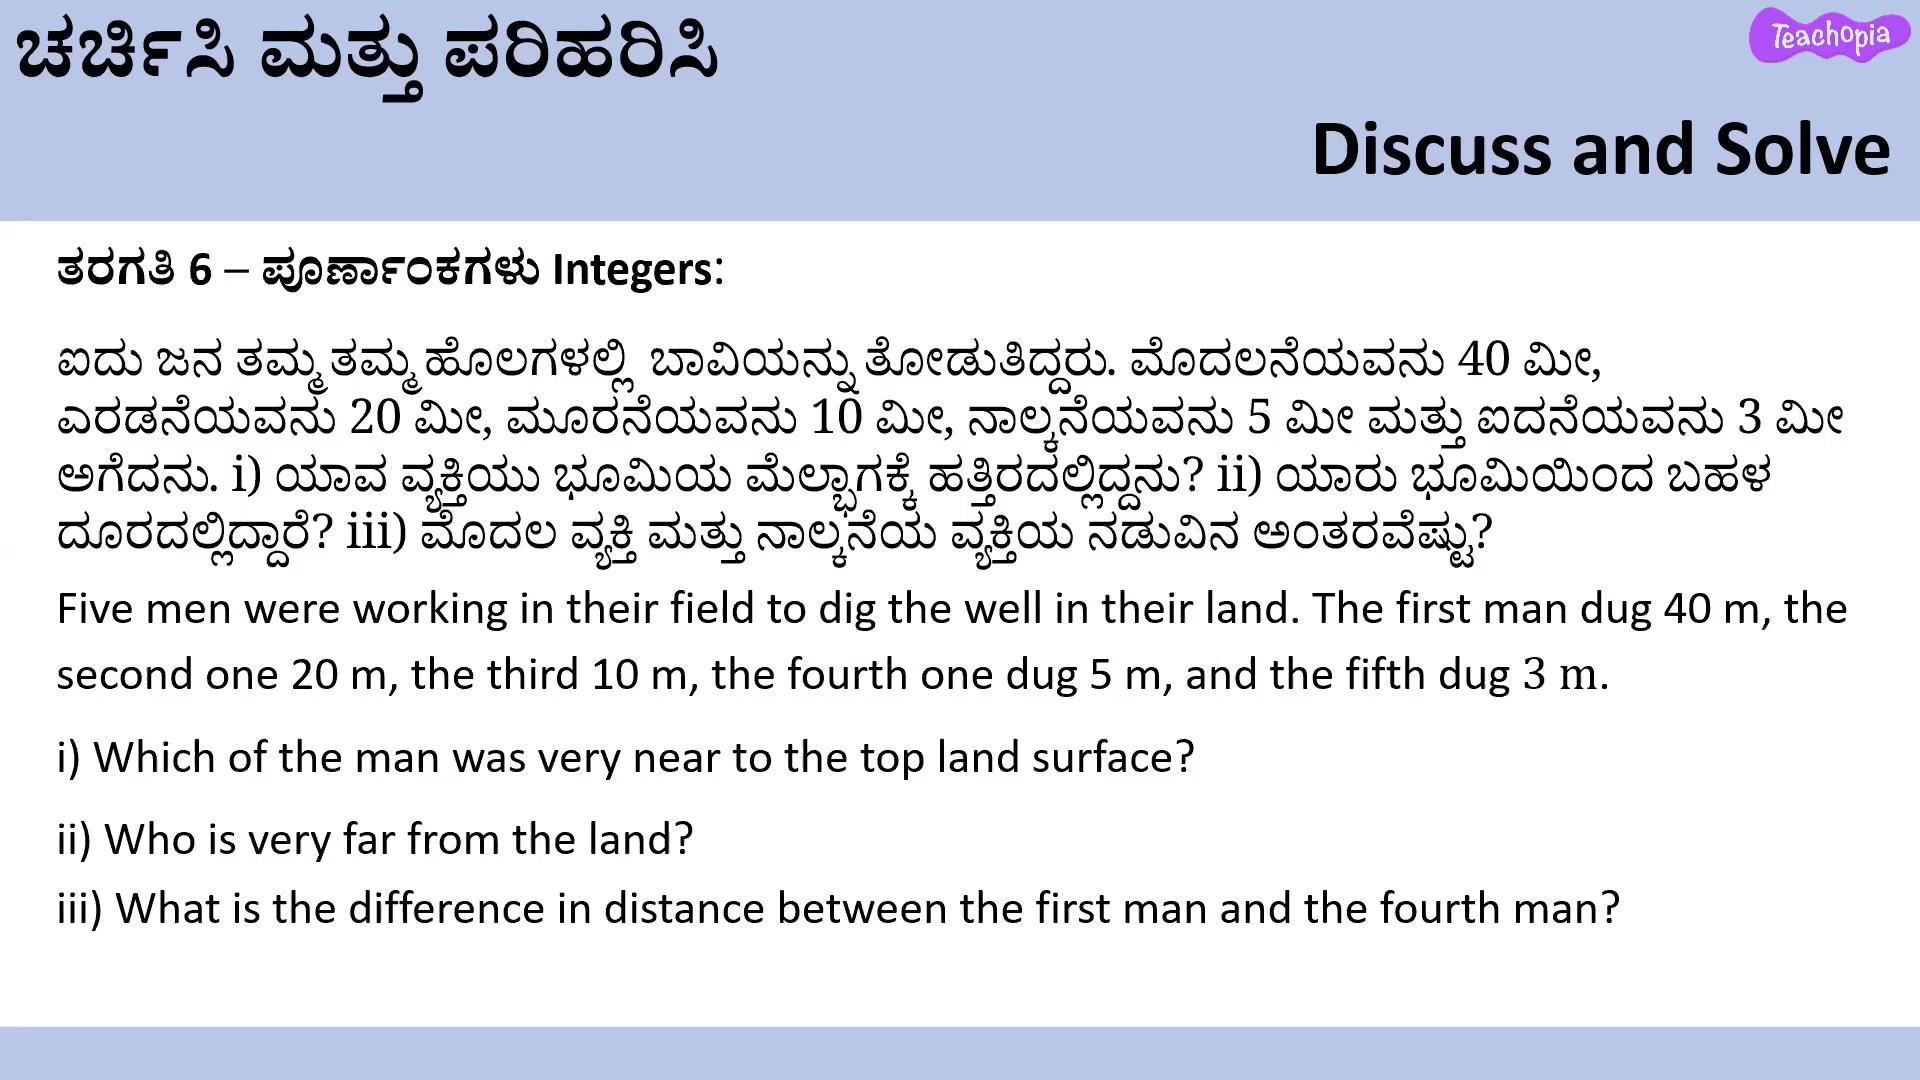 ಚರ್ಚಿಸಿ ಮತ್ತು ಪರಿಹರಿಸಿ
Teachopia
Discuss and Solve
ತರಗತಿ 6 – ಪೂರ್ಣಾಂಕಗಳು Integers:
ಐದು ಜನ ತಮ್ಮ ತಮ್ಮ ಹೊಲಗಳಲ್ಲಿ ಬಾವಿಯನ್ನು ತೋಡುತಿದ್ದರು. ಮೊದಲನೆಯವನು 40 ಮೀ,
ಎರಡನೆಯವನು 20 ಮೀ, ಮೂರನೆಯವನು 10 ಮೀ, ನಾಲ್ಕನೆಯವನು 5 ಮೀ ಮತ್ತು ಐದನೆಯವನು 3 ಮೀ
ಅಗೆದನು. i) ಯಾವ ವ್ಯಕ್ತಿಯು ಭೂಮಿಯ ಮೆಲ್ಭಾಗಕ್ಕೆ ಹತ್ತಿರದಲ್ಲಿದ್ದನು? ii) ಯಾರು ಭೂಮಿಯಿಂದ ಬಹಳ
ದೂರದಲ್ಲಿದ್ದಾರೆ? iii) ಮೊದಲ ವ್ಯಕ್ತಿ ಮತ್ತು ನಾಲ್ಕನೆಯ ವ್ಯಕ್ತಿಯ ನಡುವಿನ ಅಂತರವೆಷ್ಟು?
Five men were working in their field to dig the well in their land. The first man dug 40 m, the
second one 20 m, the third 10 m, the fourth one dug 5 m, and the fifth dug 3 m.
i) Which of the man was very near to the top land surface?
ii) Who is very far from the land?
iii) What is the difference in distance between the first man and the fourth man?